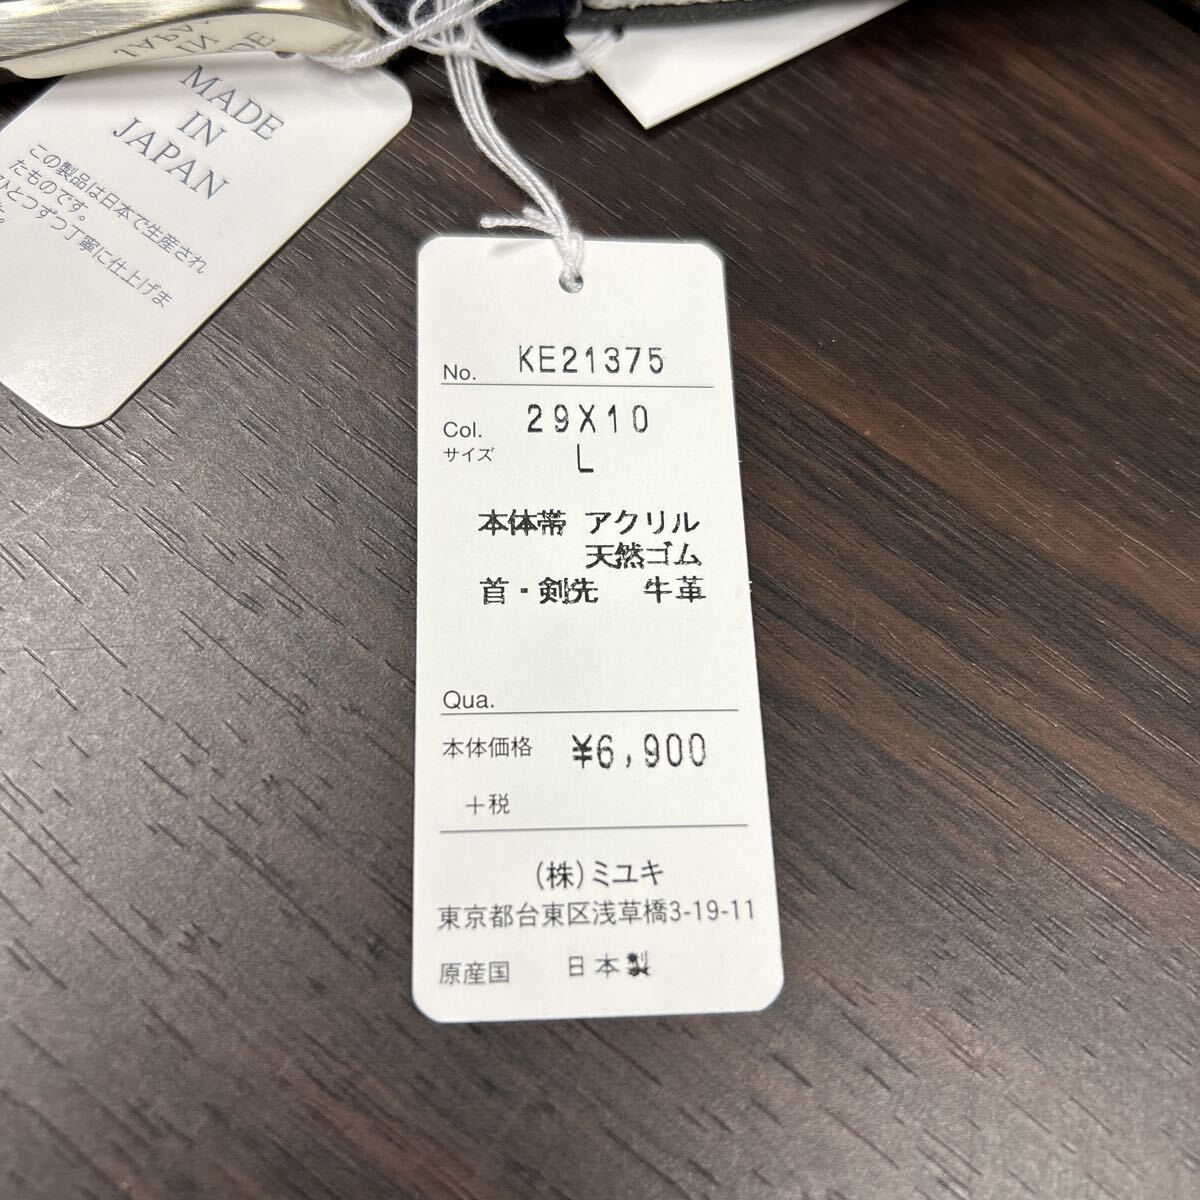 MADE
IN
JAPAN
この製品は日本で生産され
たものです。
ひとつずつ丁寧に仕上げま
た。
No. KE21375
Col. 29X10
サイズ L
本体帯 アクリル
天然ゴム
首・剣先 牛革
Qua.
本体価格 ¥6,900
+税
(株)ミユキ
東京都台東区浅草橋3-19-11
原産国 日本製